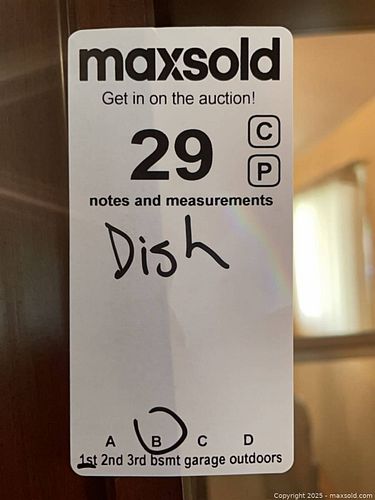 maxsold
Get in on the auction!
C
29
P
notes and measurements
Dish
A B C D
1st 2nd 3rd bsmt garage outdoors
Copyright 2025 - maxsold.com